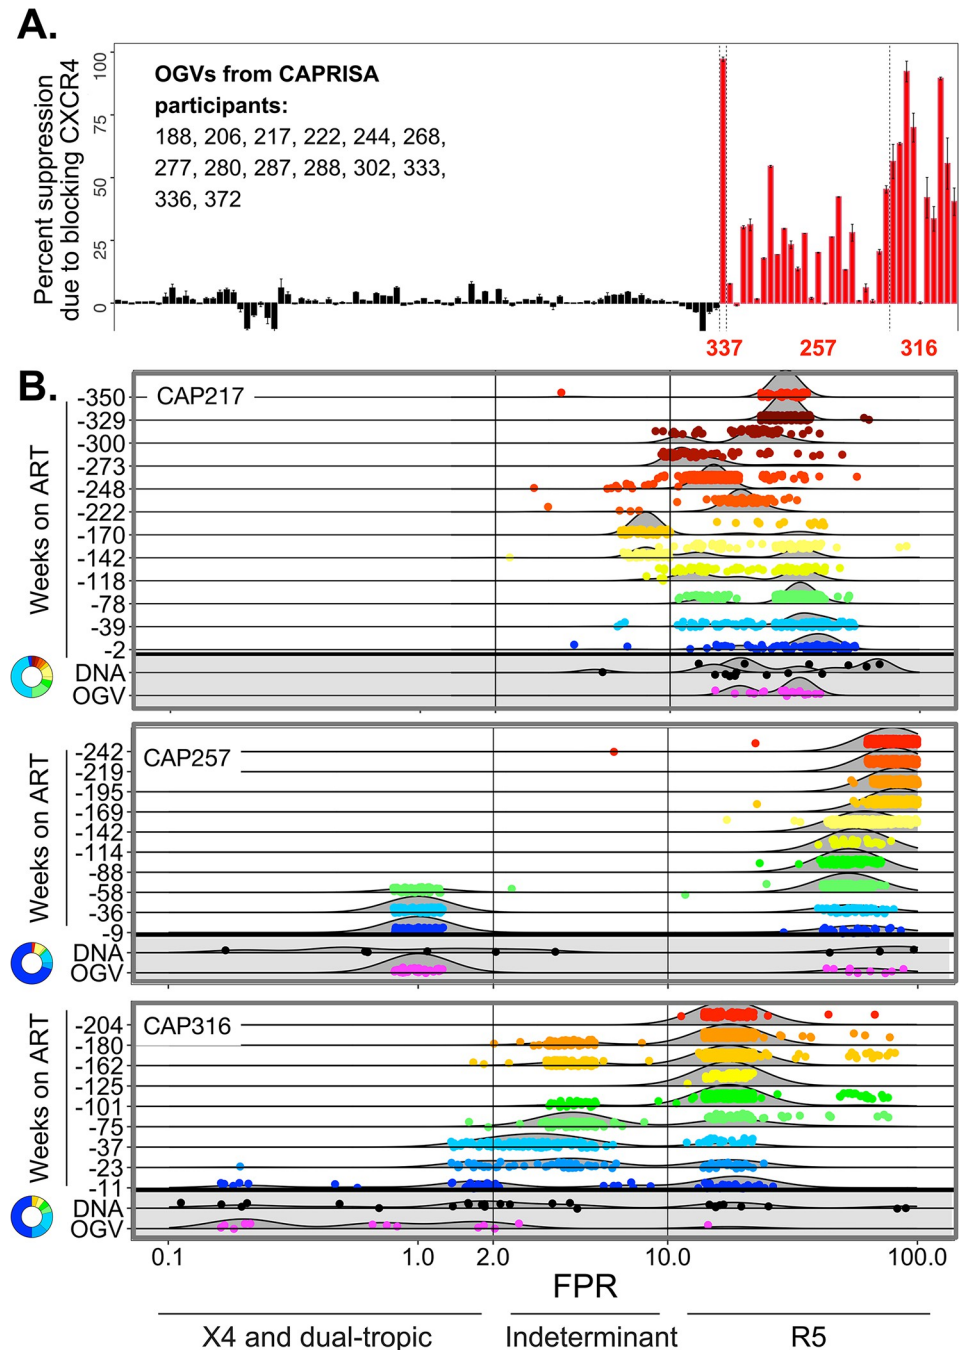 A.
Percent suppression
due to blocking CXCR4
100
75
50
25
0
OGVs from CAPRISA
participants:
188, 206, 217, 222, 244, 268,
277, 280, 287, 288, 302, 333,
336, 372
337
257
316
B.
Weeks on ART
CAP217
-350
-329
-300
-273
-248
-222
-170
-142
-118
-78
-39
-2
DNA
OGV
Weeks on ART
CAP257
-242
-219
-195
-169
-142
-114
-88
-58
-36
-9
DNA
OGV
Weeks on ART
CAP316
-204
-180
-162
-125
-101
-75
-37
-23
-11
DNA
OGV
0.1
1.0
2.0
10.0
100.0
FPR
X4 and dual-tropic
Indeterminant
R5